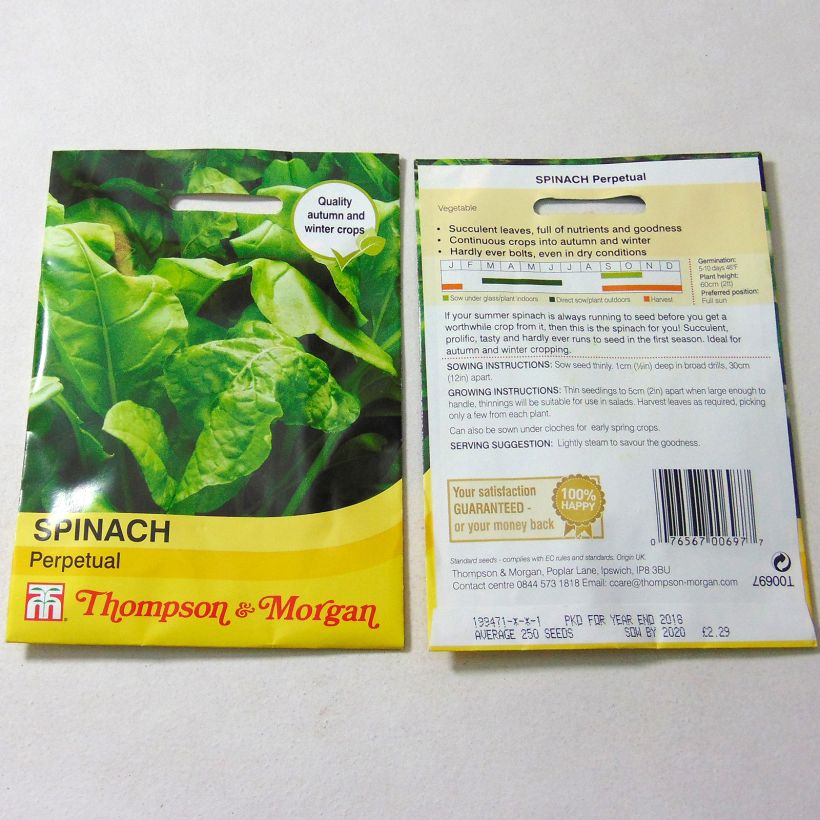 Quality
autumn and
winter crops
SPINACH
Perpetual
Thompson & Morgan
SPINACH Perpetual
Vegetable
• Succulent leaves, full of nutrients and goodness
• Continuous crops into autumn and winter
• Hardly ever bolts, even in dry conditions
J F M A M J J A S O N D
Sow under glass/plant indoors Direct sow/plant outdoors Harvest
Germination:
5-10 days 46°F
Plant height:
60cm (2ft)
Preferred position:
Full sun
If your summer spinach is always running to seed before you get a
worthwhile crop from it, then this is the spinach for you! Succulent,
prolific, tasty and hardly ever runs to seed in the first season. Ideal for
autumn and winter cropping.
SOWING INSTRUCTIONS: Sow seed thinly, 1cm (½in) deep in broad drills, 30cm
(12in) apart.
GROWING INSTRUCTIONS: Thin seedlings to 5cm (2in) apart when large enough to
handle, thinnings will be suitable for use in salads. Harvest leaves as required, picking
only a few from each plant.
Can also be sown under cloches for early spring crops.
SERVING SUGGESTION: Lightly steam to savour the goodness.
Your satisfaction
GUARANTEED -
or your money back
100%
HAPPY
0 76567 00697 7
T00697
Standard seeds - complies with EC rules and standards. Origin UK.
Thompson & Morgan, Poplar Lane, Ipswich, IP8 3BU
Contact centre 0844 573 1818 Email: ccare@thompson-morgan.com
199471-X-X-1 PKD FOR YEAR END 2016
AVERAGE 250 SEEDS SOW BY 2020 £2.29